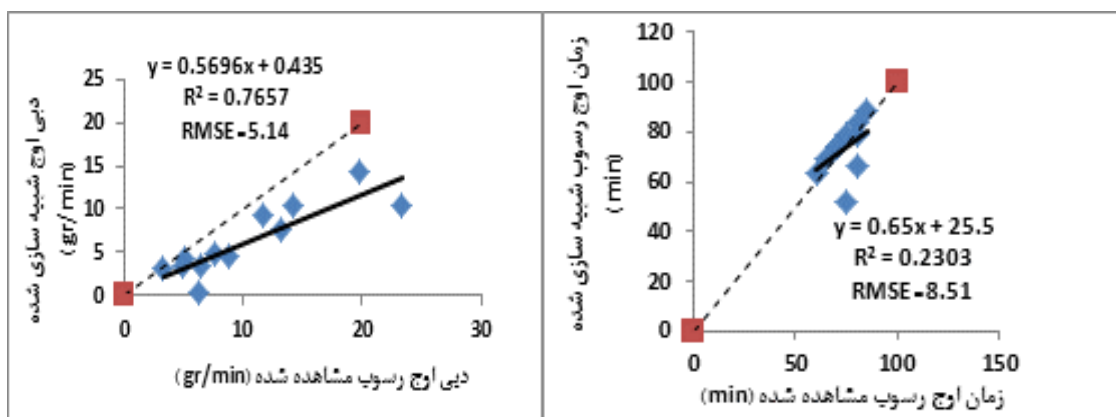 دبی اوج شبیه سازی شده
(gr/min)
y = 0.5696x + 0.435
R² = 0.7657
RMSE=5.14
25
20
15
10
5
0
0 10 20 30
دبی اوج رسوب مشاهده شده (gr/min)
زمان اوج رسوب شبیه سازی شده
(min)
120
100
80
60
40
20
0
y = 0.65x + 25.5
R² = 0.2303
RMSE=8.51
0 50 100 150
زمان اوج رسوب مشاهده شده (min)